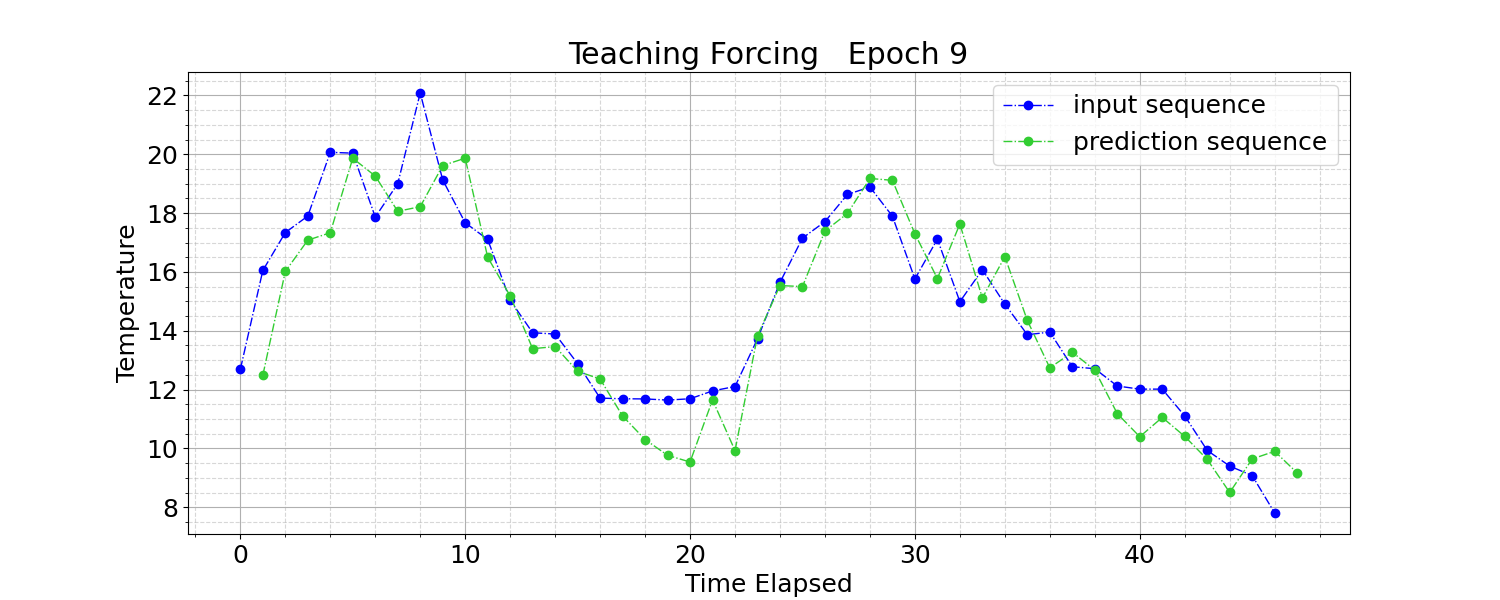 Teaching Forcing   Epoch 9
input sequence
prediction sequence
Temperature
22
20
18
16
14
12
10
8
0 10 20 30 40
Time Elapsed